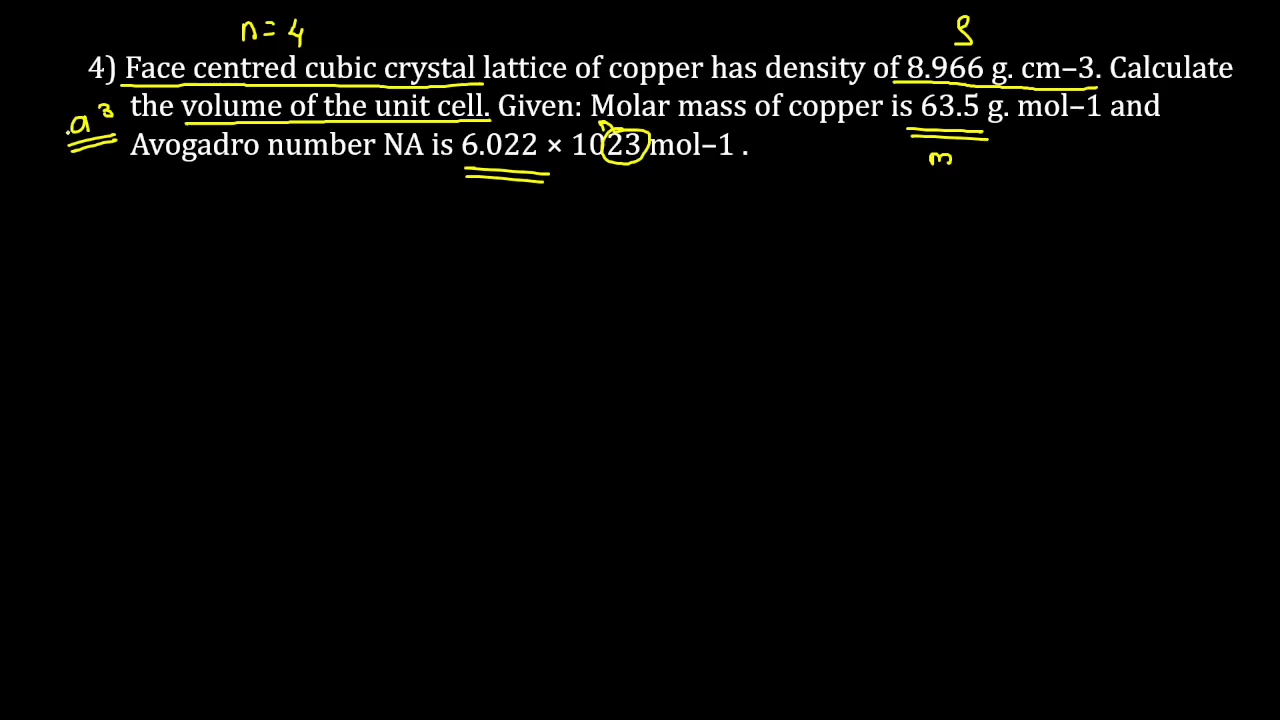 n = 4 ρ
4) Face centred cubic crystal lattice of copper has density of 8.966 g. cm–3. Calculate
the volume of the unit cell. Given: Molar mass of copper is 63.5 g. mol–1 and
a³
Avogadro number NA is 6.022 × 1023 mol–1 .
m